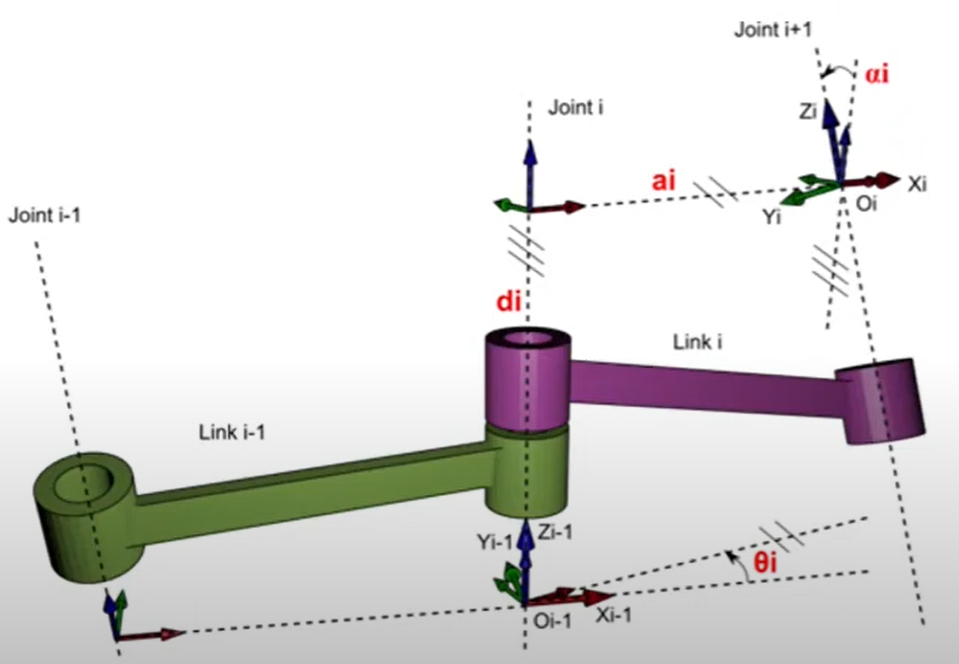 Joint i+1
αi
Joint i
Zi
ai
Xi
Yi
Oi
Joint i-1
di
Link i
Link i-1
Yi-1
Zi-1
θi
Oi-1
Xi-1